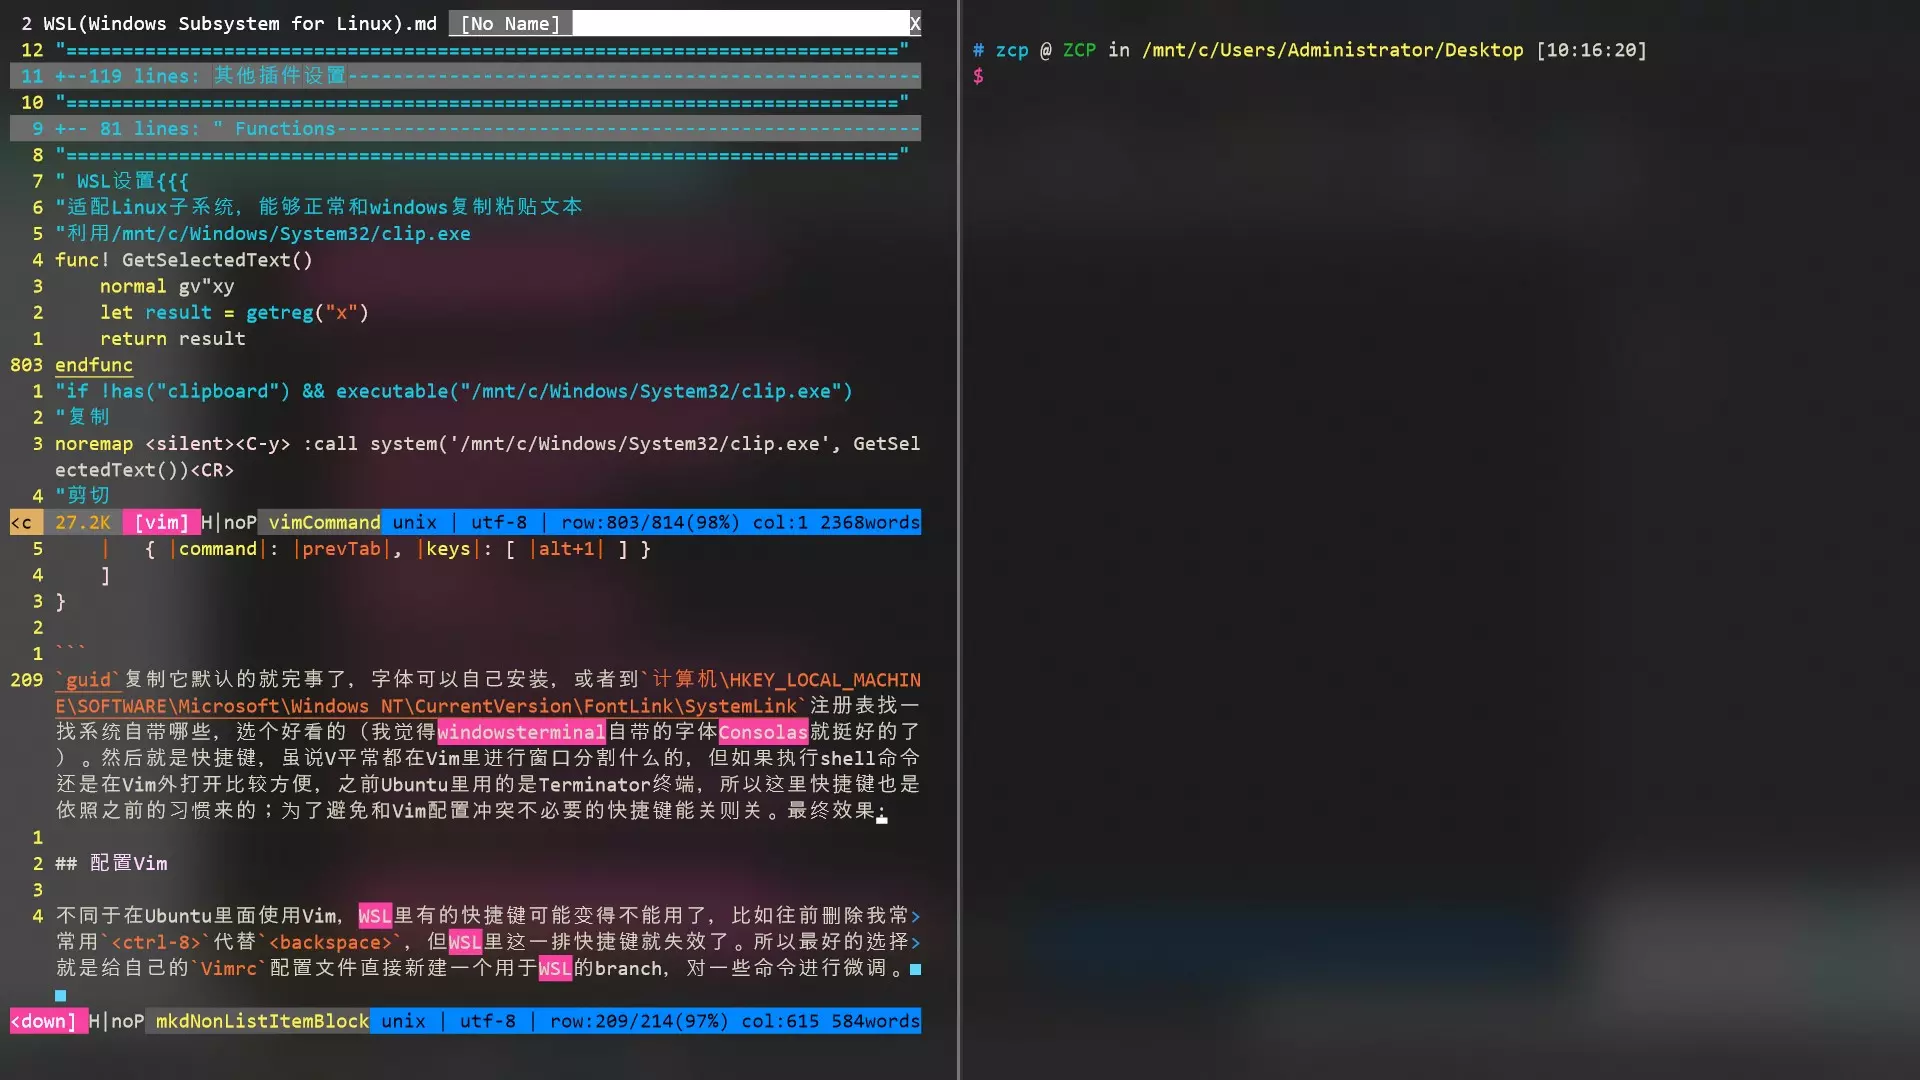 2 WSL(Windows Subsystem for Linux).md [No Name] X
12 "=========================================================================="
11 +--119 lines: 其他插件设置---------------------------------------------------
10 "=========================================================================="
9 +-- 81 lines: " Functions----------------------------------------------------
8 "=========================================================================="
7 " WSL设置{{{
6 "适配Linux子系统, 能够正常和windows复制粘贴文本
5 "利用/mnt/c/Windows/System32/clip.exe
4 func! GetSelectedText()
3     normal gv"xy
2     let result = getreg("x")
1     return result
803 endfunc
1 "if !has("clipboard") && executable("/mnt/c/Windows/System32/clip.exe")
2 "复制
3 noremap <silent><C-y> :call system('/mnt/c/Windows/System32/clip.exe', GetSel
ectedText())<CR>
4 "剪切
<c 27.2K [vim] H|noP vimCommand unix | utf-8 | row:803/814(98%) col:1 2368words
5     |   { |command|: |prevTab|, |keys|: [ |alt+1| ] }
4     ]
3 }
2
1 ```
209 `guid`复制它默认的就完事了, 字体可以自己安装, 或者到`计算机\HKEY_LOCAL_MACHIN
E\SOFTWARE\Microsoft\Windows NT\CurrentVersion\FontLink\SystemLink`注册表找一
找系统自带哪些, 选个好看的（我觉得windowsterminal自带的字体Consolas就挺好的了
）。然后就是快捷键, 虽说V平常都在Vim里进行窗口分割什么的, 但如果执行shell命令
还是在Vim外打开比较方便, 之前Ubuntu里用的是Terminator终端, 所以这里快捷键也是
依照之前的习惯来的；为了避免和Vim配置冲突不必要的快捷键能关则关。最终效果:
1
2 ## 配置Vim
3
4 不同于在Ubuntu里面使用Vim, WSL里有的快捷键可能变得不能用了, 比如往前删除我常>
常用`<ctrl-8>`代替`<backspace>`, 但WSL里这一排快捷键就失效了。所以最好的选择>
就是给自己的`Vimrc`配置文件直接新建一个用于WSL的branch, 对一些命令进行微调。
<down] H|noP mkdNonListItemBlock unix | utf-8 | row:209/214(97%) col:615 584words
# zcp @ ZCP in /mnt/c/Users/Administrator/Desktop [10:16:20]
$